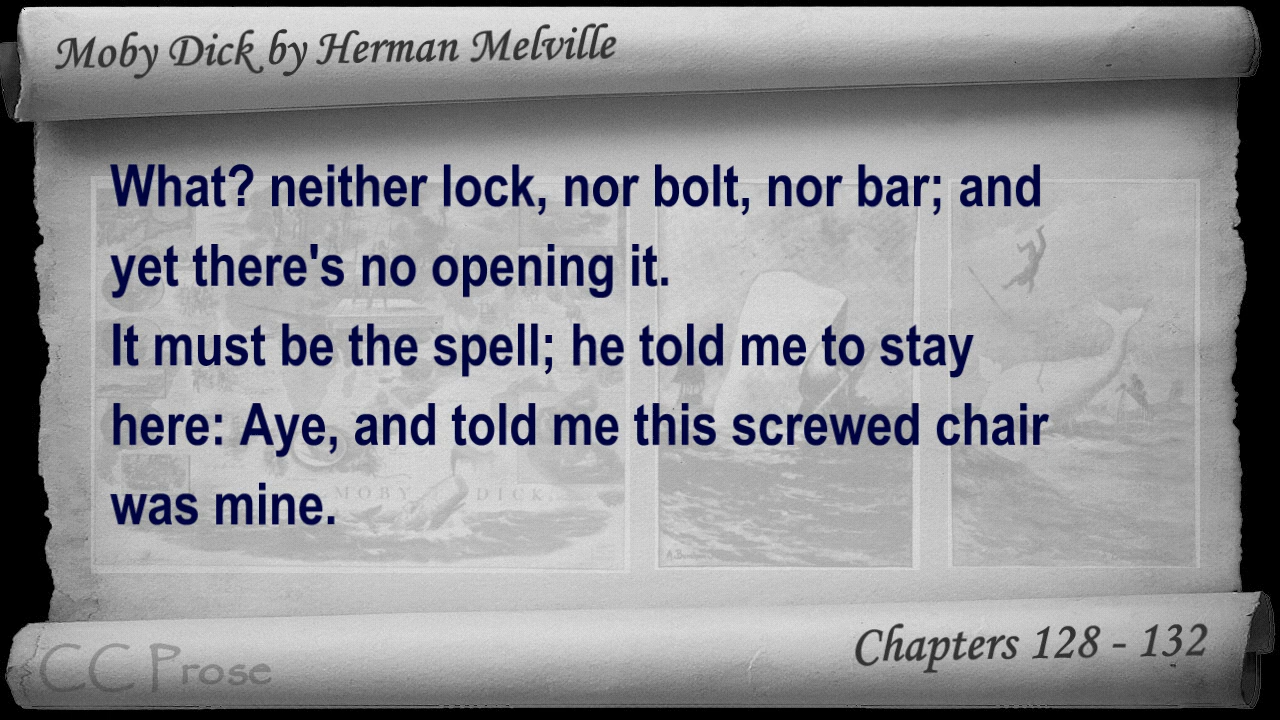 Moby Dick by Herman Melville
What? neither lock, nor bolt, nor bar; and
yet there's no opening it.
It must be the spell; he told me to stay
here: Aye, and told me this screwed chair
was mine.
MOBY DICK
Chapters 128 - 132
CC Prose